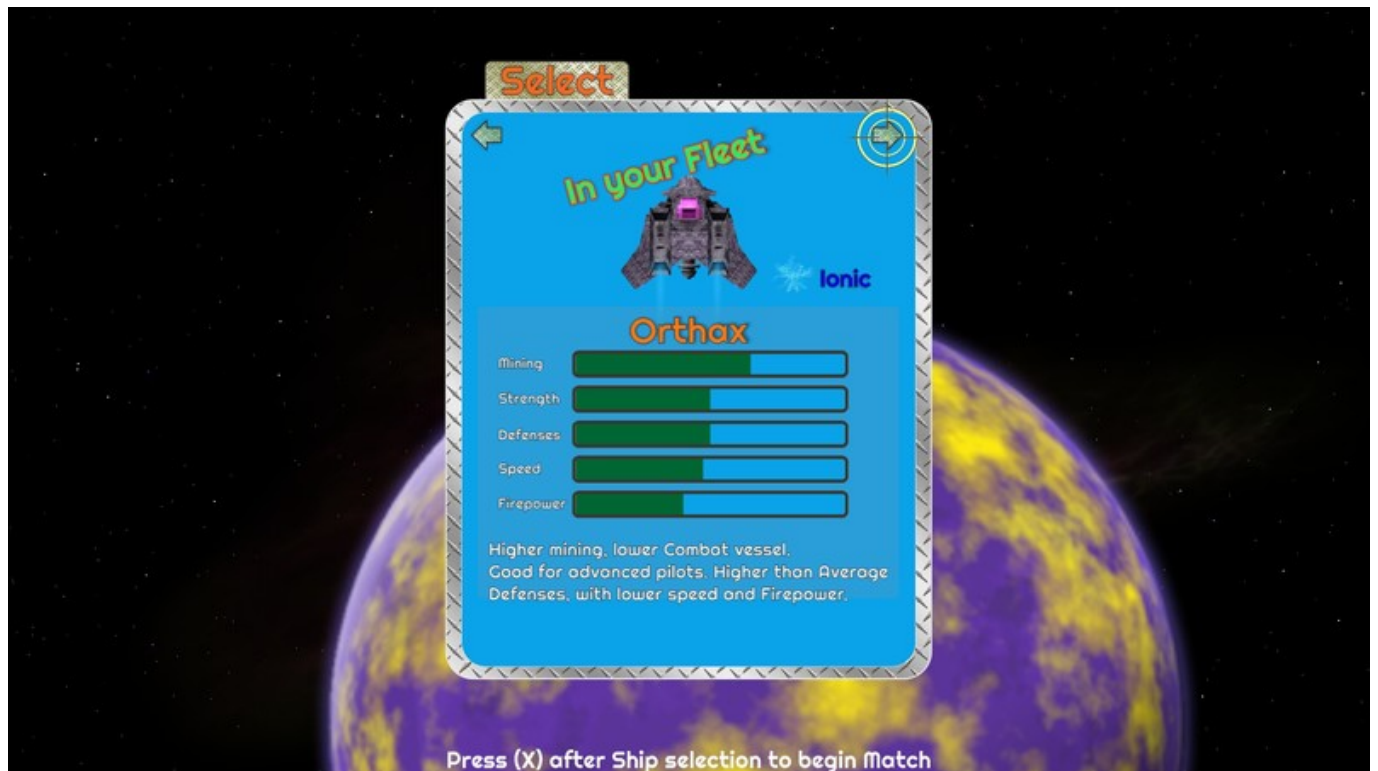 Select
In your Fleet
Ionic
Orthax
Mining
Strength
Defenses
Speed
Firepower
Higher mining, lower Combat vessel.
Good for advanced pilots. Higher than Average
Defenses, with lower speed and Firepower.
Press (X) after Ship selection to begin Match